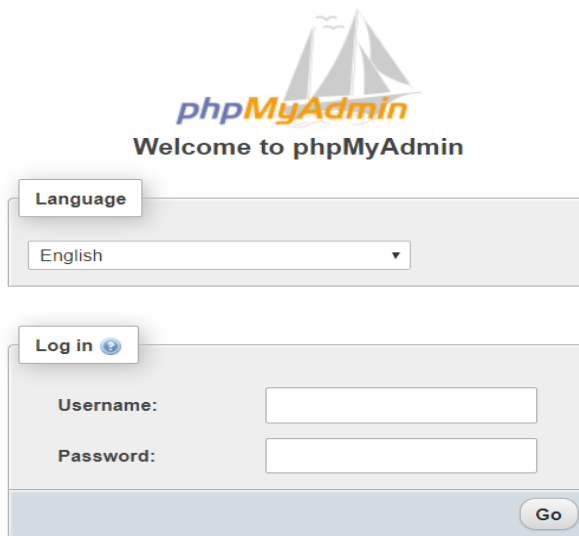 phpMyAdmin
Welcome to phpMyAdmin
Language
English
Log in
Username:
Password:
Go